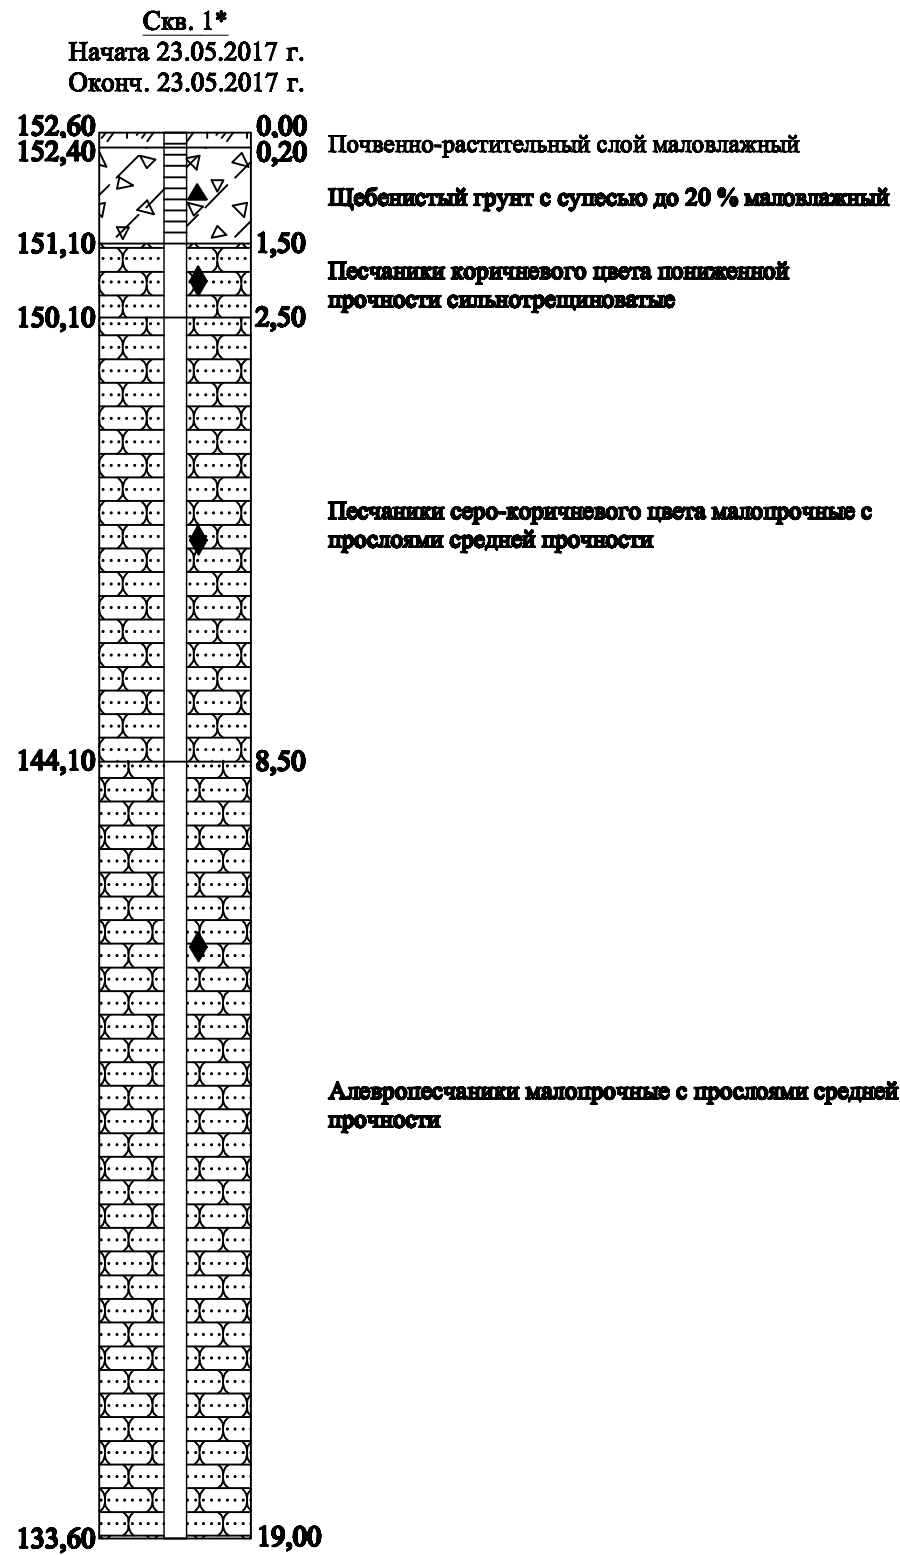 Скв. 1*
Начата 23.05.2017 г.
Оконч. 23.05.2017 г.
152,60 0,00
152,40 0,20
Почвенно-растительный слой маловлажный
Щебенистый грунт с супесью до 20 % маловлажный
151,10 1,50
Песчаники коричневого цвета пониженной
прочности сильнотрещиноватые
150,10 2,50
Песчаники серо-коричневого цвета малопрочные с
прослоями средней прочности
144,10 8,50
Алевропесчаники малопрочные с прослоями средней
прочности
133,60 19,00